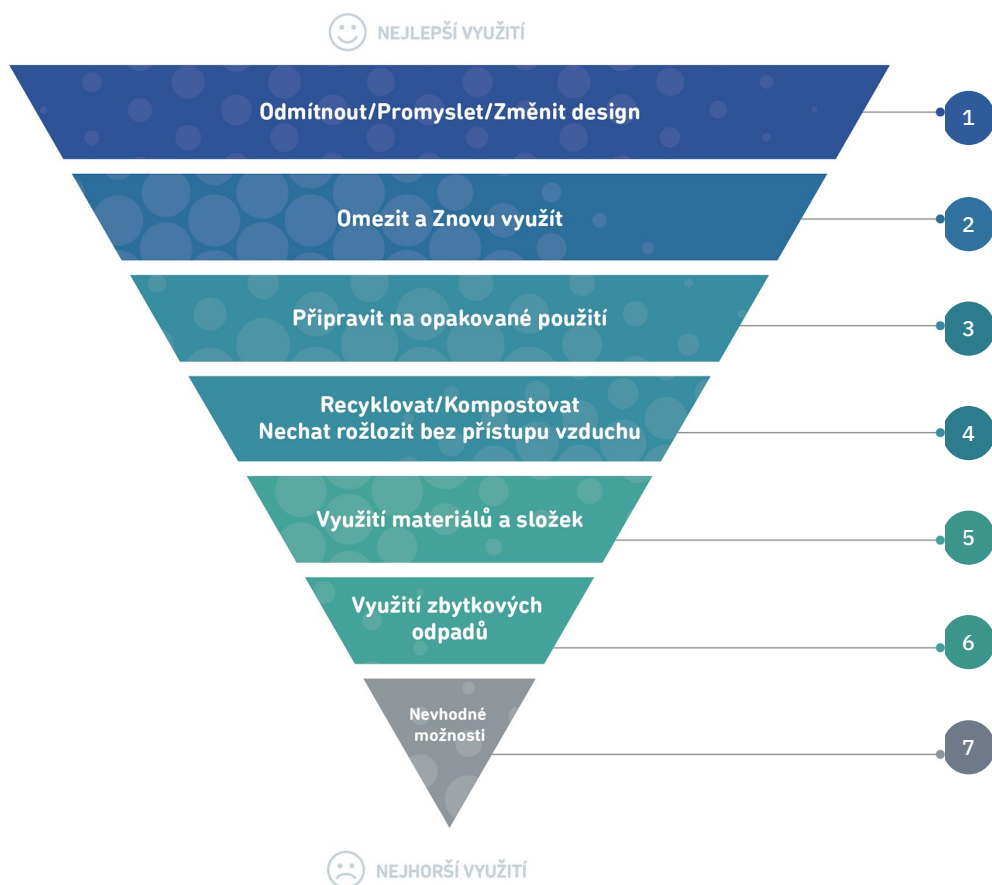 NEJLEPŠÍ VYUŽITÍ
Odmítnout/Promyslet/Změnit design
1
Omezit a Znovu využít
2
Připravit na opakované použití
3
Recyklovat/Kompostovat
Nechat rožlozit bez přístupu vzduchu
4
Využití materiálů a složek
5
Využití zbytkových
odpadů
6
Nevhodné
možnosti
7
NEJHORŠÍ VYUŽITÍ